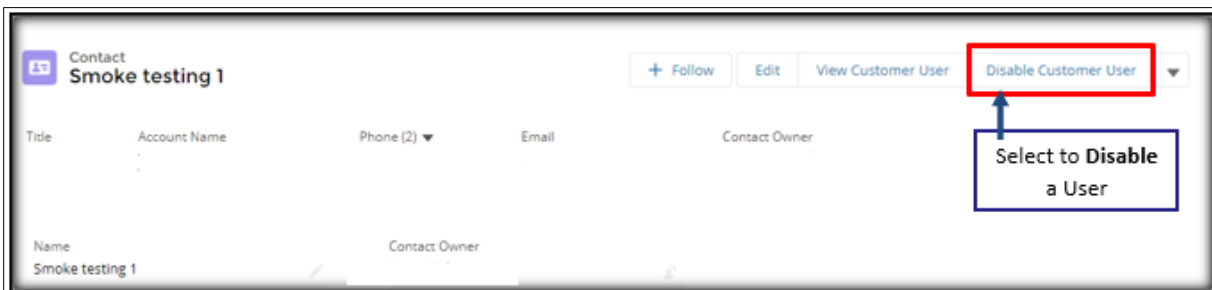 Contact
Smoke testing 1
+ Follow Edit View Customer User Disable Customer User
Title Account Name Phone (2) Email Contact Owner
Select to Disable
a User
Name Contact Owner
Smoke testing 1